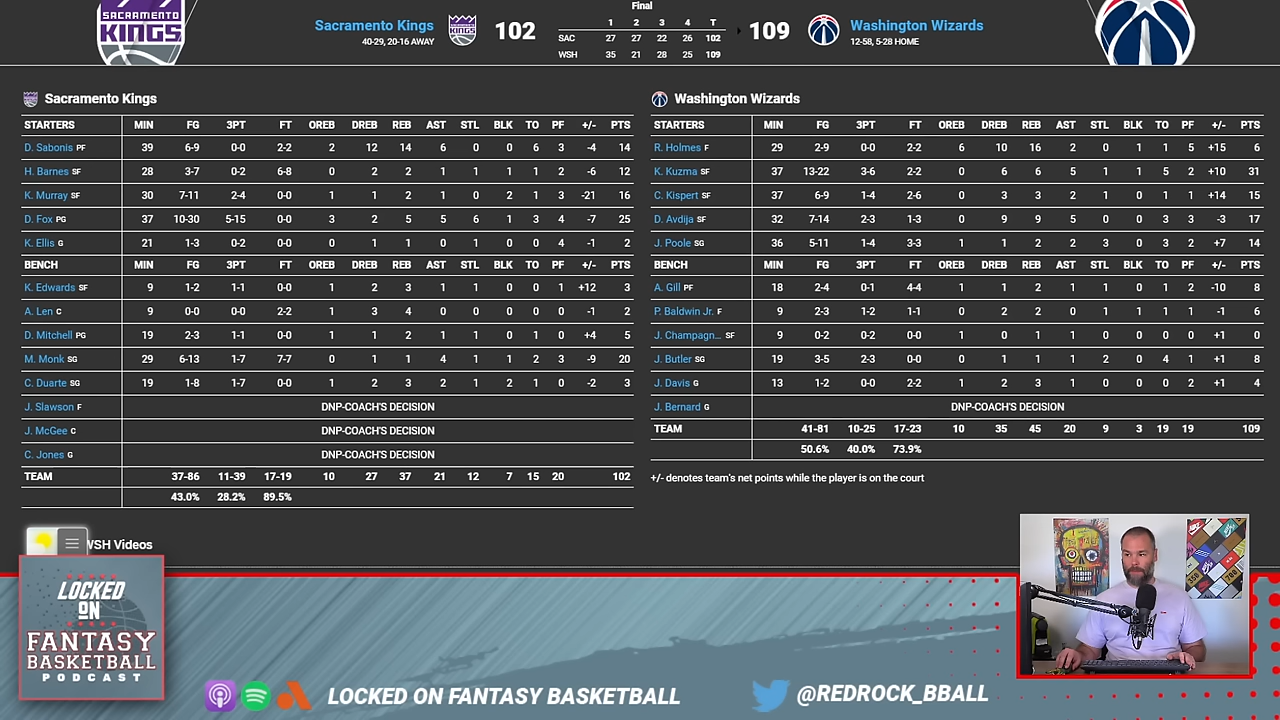 SACRAMENTO
KINGS
Sacramento Kings
40-29, 20-16 AWAY
102
Final
1 2 3 4 T
SAC 27 27 22 26 102
WSH 35 21 28 25 109
109
Washington Wizards
12-58, 5-28 HOME
Sacramento Kings
STARTERS MIN FG 3PT FT OREB DREB REB AST STL BLK TO PF +/- PTS
D. Sabonis PF 39 6-9 0-0 2-2 2 12 14 6 0 0 6 3 -4 14
H. Barnes SF 28 3-7 0-2 6-8 0 2 2 1 1 1 1 2 -6 12
K. Murray SF 30 7-11 2-4 0-0 1 1 2 1 0 2 1 3 -21 16
D. Fox PG 37 10-30 5-15 0-0 3 2 5 5 6 1 3 4 -7 25
K. Ellis G 21 1-3 0-2 0-0 0 1 1 0 1 0 0 4 -1 2
BENCH MIN FG 3PT FT OREB DREB REB AST STL BLK TO PF +/- PTS
K. Edwards SF 9 1-2 1-1 0-0 1 2 3 1 1 0 0 1 +12 3
A. Len C 9 0-0 0-0 2-2 1 3 4 0 0 0 0 0 -1 2
D. Mitchell PG 19 2-3 1-1 0-0 1 1 2 1 1 0 1 0 +4 5
M. Monk SG 29 6-13 1-7 7-7 0 1 1 4 1 1 2 3 -9 20
C. Duarte SG 19 1-8 1-7 0-0 1 2 3 2 1 2 1 0 -2 3
J. Slawson F DNP-COACH'S DECISION
J. McGee C DNP-COACH'S DECISION
C. Jones G DNP-COACH'S DECISION
TEAM 37-86 11-39 17-19 10 27 37 21 12 7 15 20 102
43.0% 28.2% 89.5%
Washington Wizards
STARTERS MIN FG 3PT FT OREB DREB REB AST STL BLK TO PF +/- PTS
R. Holmes F 29 2-9 0-0 2-2 6 10 16 2 0 1 1 5 +15 6
K. Kuzma SF 37 13-22 3-6 2-2 0 6 6 5 1 1 5 2 +10 31
C. Kispert SF 37 6-9 1-4 2-6 0 3 3 2 1 0 1 1 +14 15
D. Avdija SF 32 7-14 2-3 1-3 0 9 9 5 0 0 3 3 -3 17
J. Poole SG 36 5-11 1-4 3-3 1 1 2 2 3 0 3 2 +7 14
BENCH MIN FG 3PT FT OREB DREB REB AST STL BLK TO PF +/- PTS
A. Gill PF 18 2-4 0-1 4-4 1 1 2 1 1 0 1 2 -10 8
P. Baldwin Jr. F 9 2-3 1-2 1-1 0 2 2 0 1 1 1 1 -1 6
J. Champagn... SF 9 0-2 0-2 0-0 1 0 1 1 0 0 0 0 +1 0
J. Butler SG 19 3-5 2-3 0-0 0 1 1 1 2 0 4 1 +1 8
J. Davis G 13 1-2 0-0 2-2 1 2 3 1 0 0 0 2 +1 4
J. Bernard G DNP-COACH'S DECISION
TEAM 41-81 10-25 17-23 10 35 45 20 9 3 19 19 109
50.6% 40.0% 73.9%
+/- denotes team's net points while the player is on the court
WSH Videos
LOCKED
ON
FANTASY
BASKETBALL
PODCAST
LOCKED ON FANTASY BASKETBALL
@REDROCK_BBALL